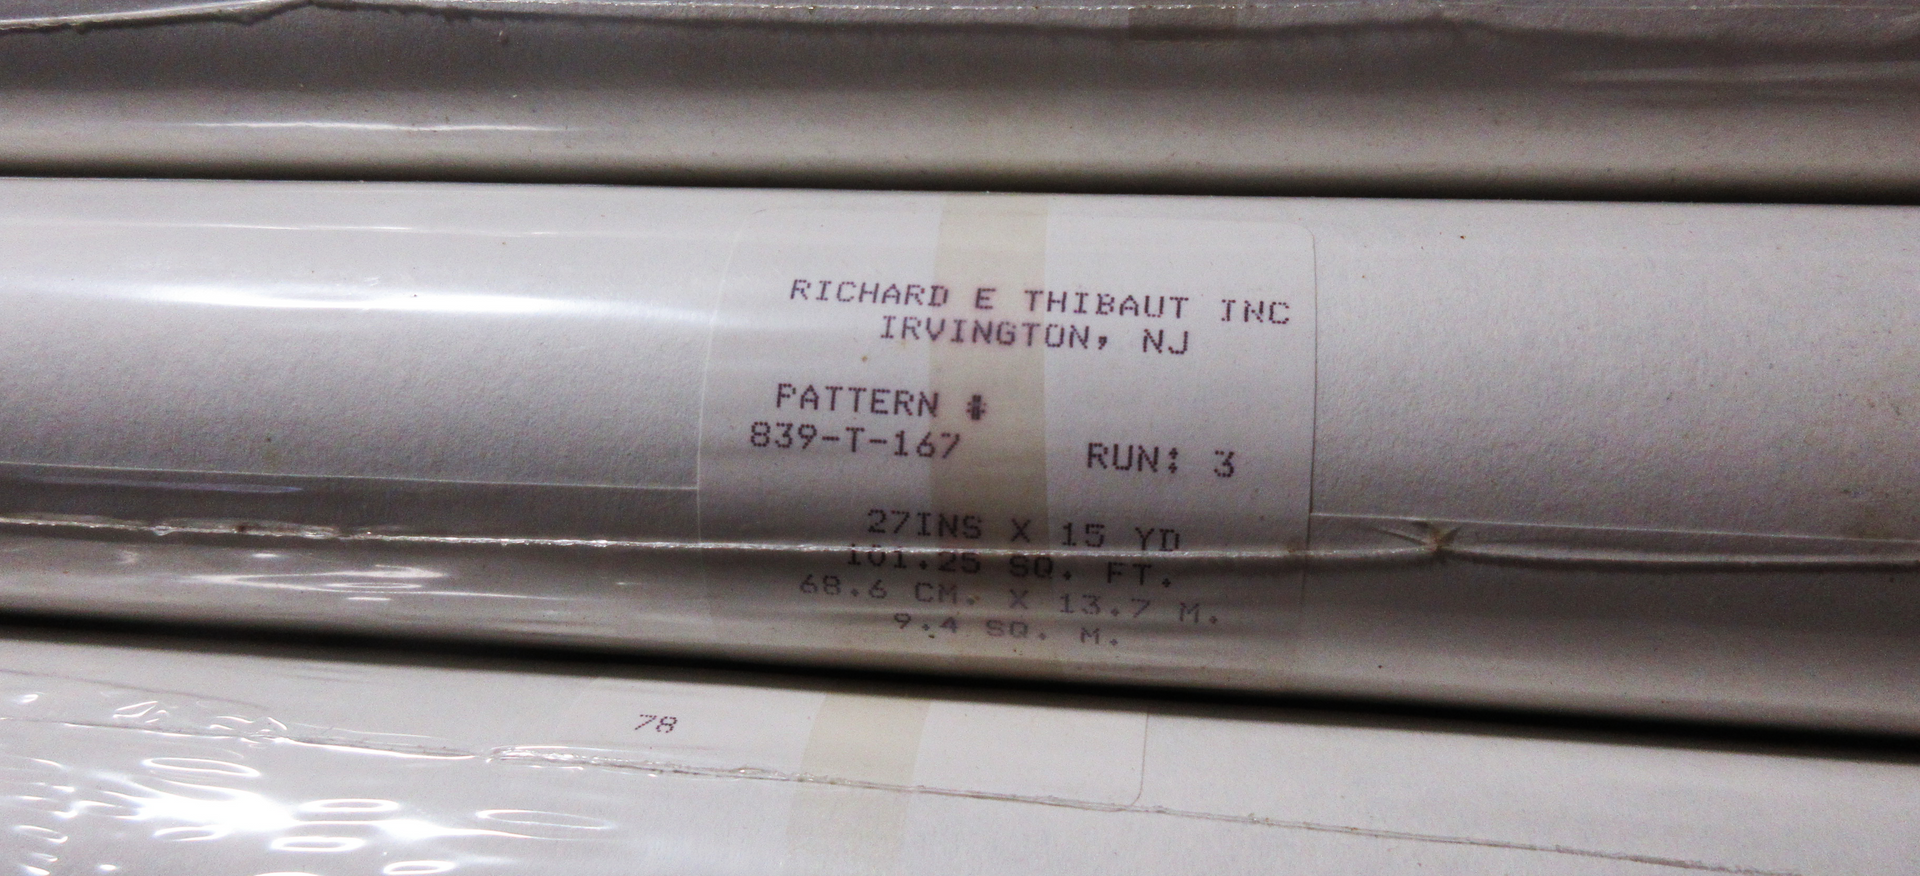 RICHARD E THIBAUT INC
IRVINGTON, NJ
PATTERN #
839-T-167 RUN: 3
27INS X 15 YD
101.25 SQ. FT.
68.6 CM. X 13.7 M.
9.4 SQ. M.
78